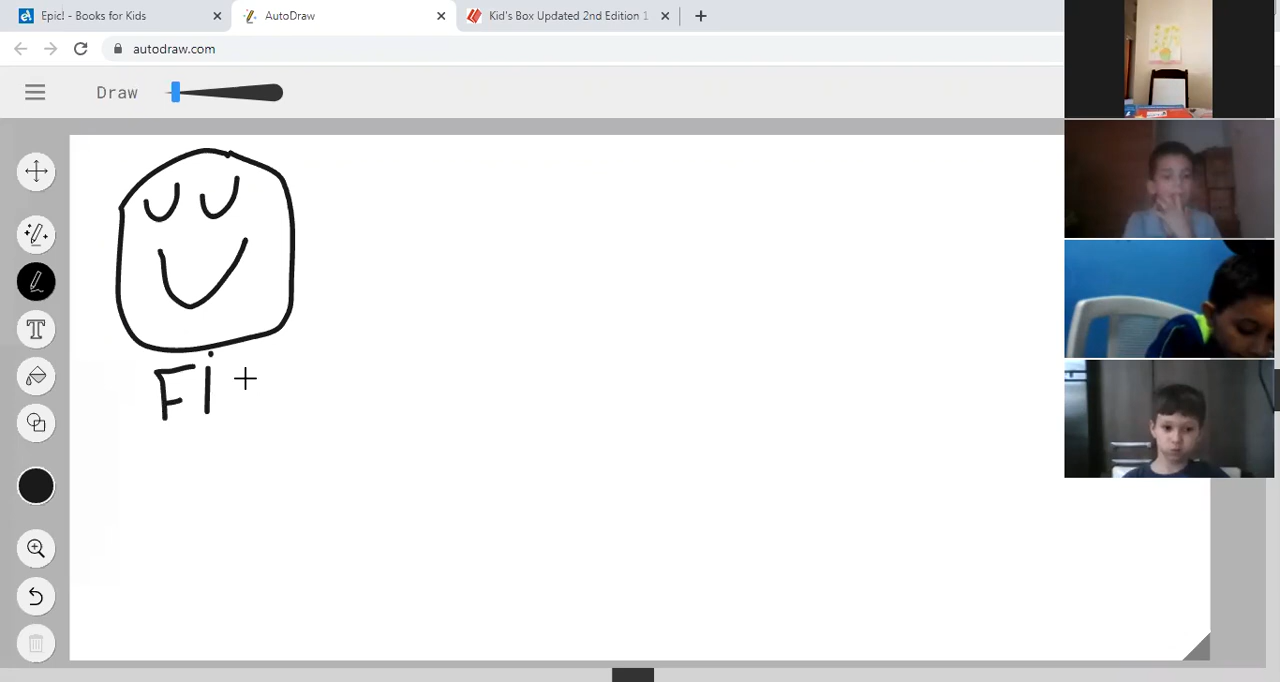 Epic! - Books for Kids
AutoDraw
Kid's Box Updated 2nd Edition 1
autodraw.com
Draw
T
Fi